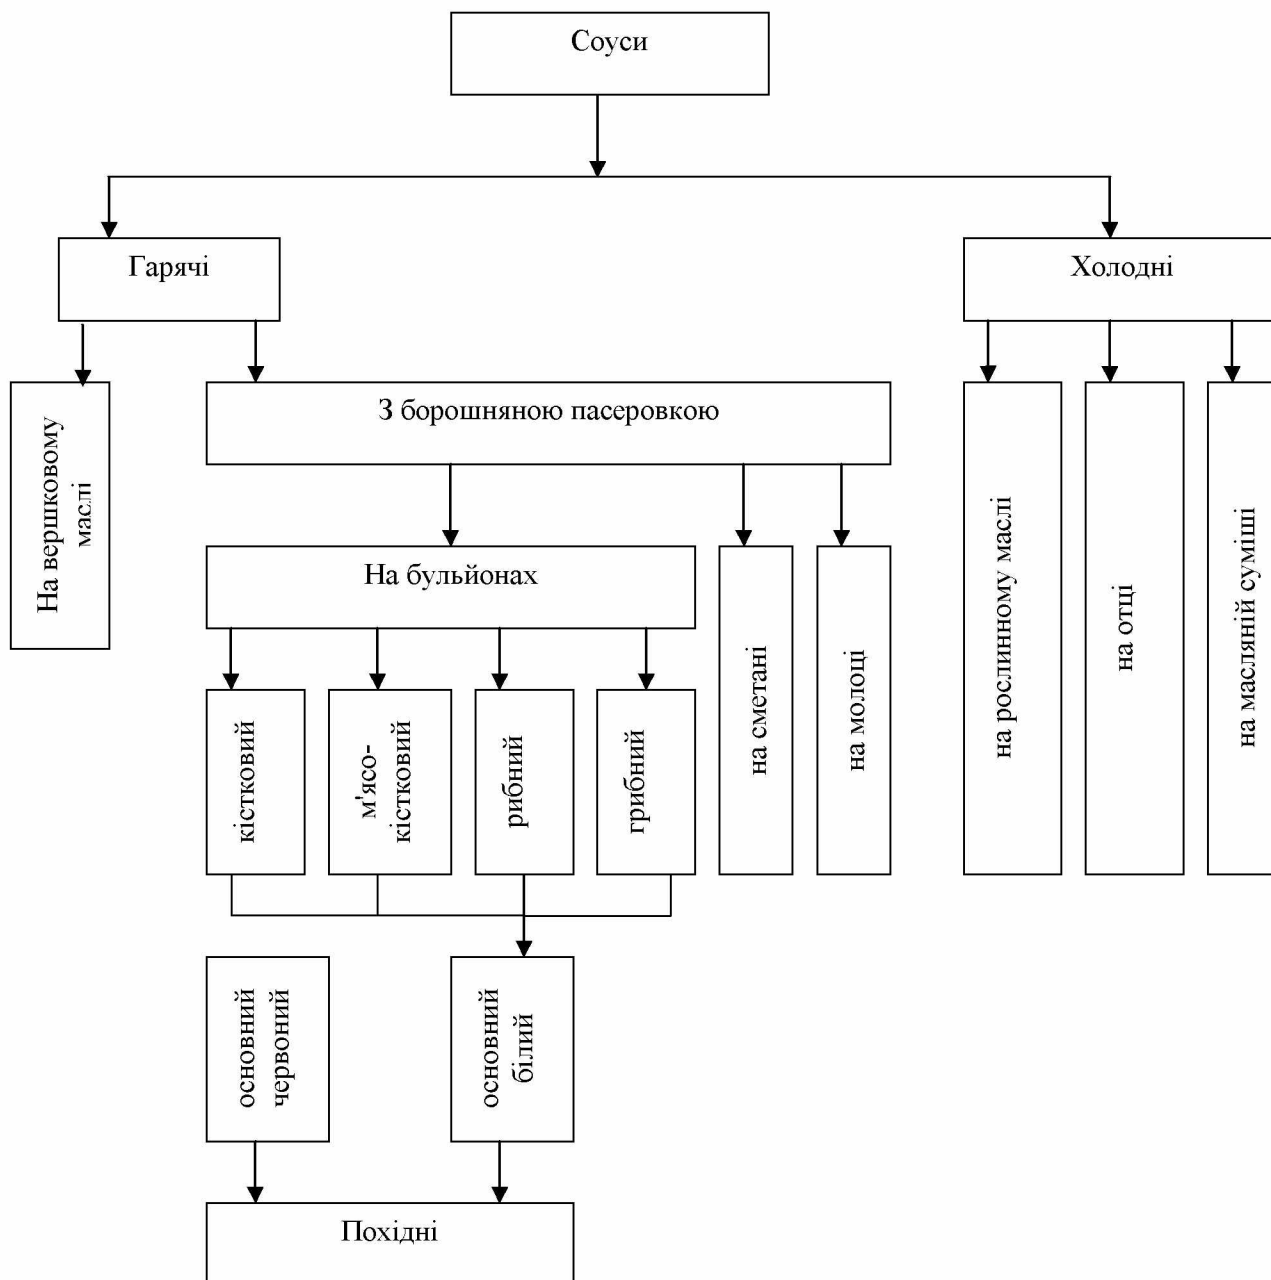 Соуси
Гарячі
Холодні
На вершковому
маслі
З борошняною пасеровкою
На бульйонах
кістковий
м'ясо-
кістковий
рибний
грибний
на сметані
на молоці
на рослинному маслі
на отці
на масляній суміші
основний
червоний
основний
білий
Похідні